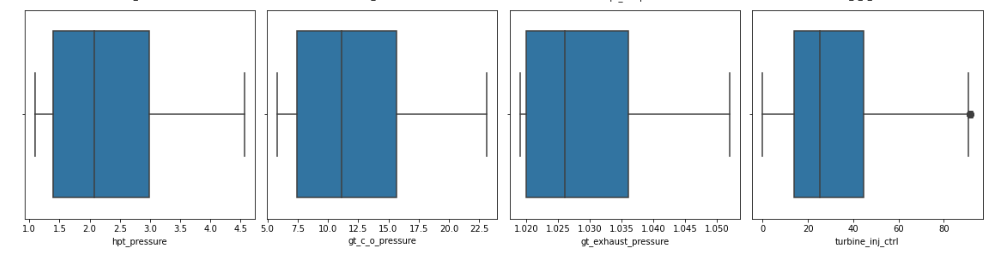 1.0 1.5 2.0 2.5 3.0 3.5 4.0 4.5
hpt_pressure
5.0 7.5 10.0 12.5 15.0 17.5 20.0 22.5
gt_c_o_pressure
1.020 1.025 1.030 1.035 1.040 1.045 1.050
gt_exhaust_pressure
0 20 40 60 80
turbine_inj_ctrl